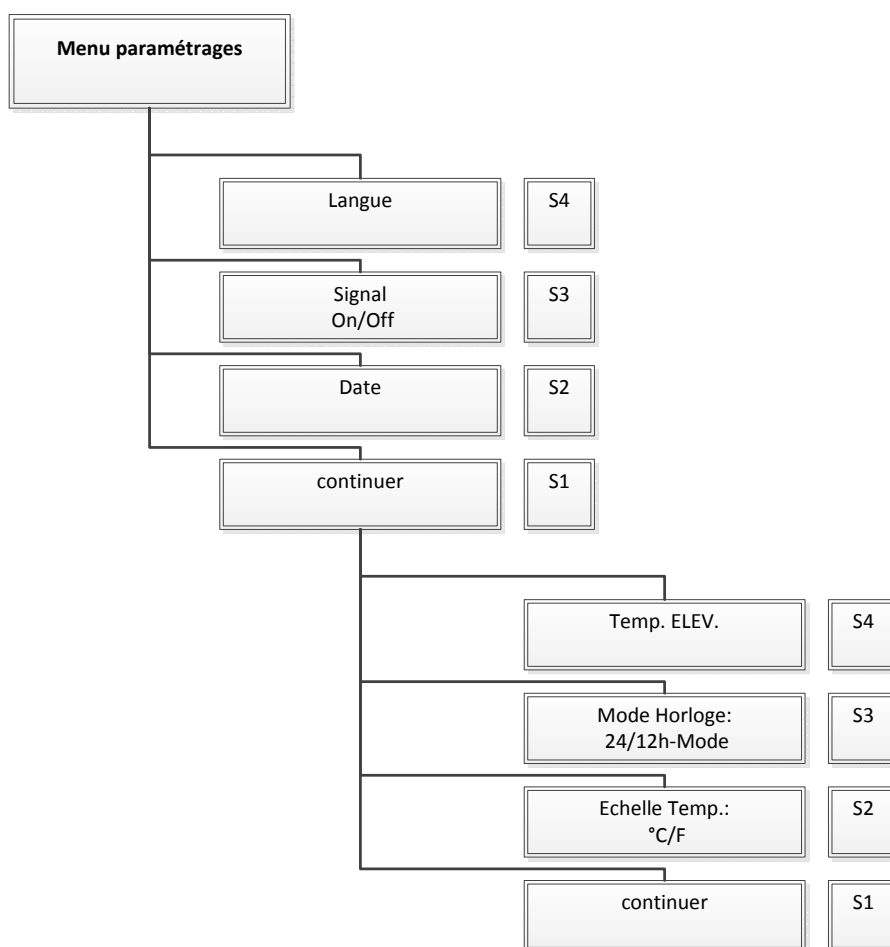 Menu paramétrages
Langue
S4
Signal
On/Off
S3
Date
S2
continuer
S1
Temp. ELEV.
S4
Mode Horloge:
24/12h-Mode
S3
Echelle Temp.:
°C/F
S2
continuer
S1